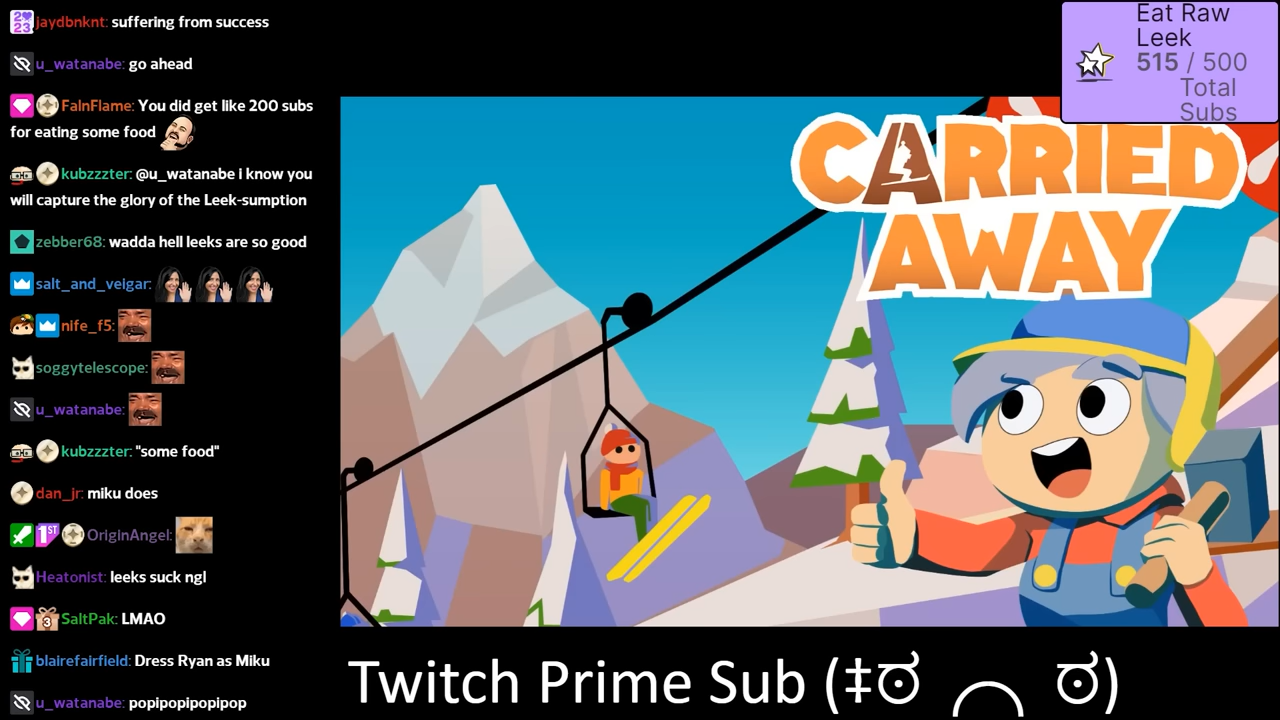 jaydbnknt: suffering from success
u_watanabe: go ahead
FalnFlame: You did get like 200 subs
for eating some food
kubzzzter: @u_watanabe i know you
will capture the glory of the Leek-sumption
zebber68: wadda hell leeks are so good
salt_and_veigar:
nife_f5:
soggytelescope:
u_watanabe:
kubzzzter: "some food"
dan_jr: miku does
1ST OriginAngel:
Heatonist: leeks suck ngl
3 SaltPak: LMAO
blairefairfield: Dress Ryan as Miku
u_watanabe: popipopipopipop
Eat Raw
Leek
515 / 500
Total
Subs
CARRIED
AWAY
Twitch Prime Sub (‡ಠ ⁀ ಠ)